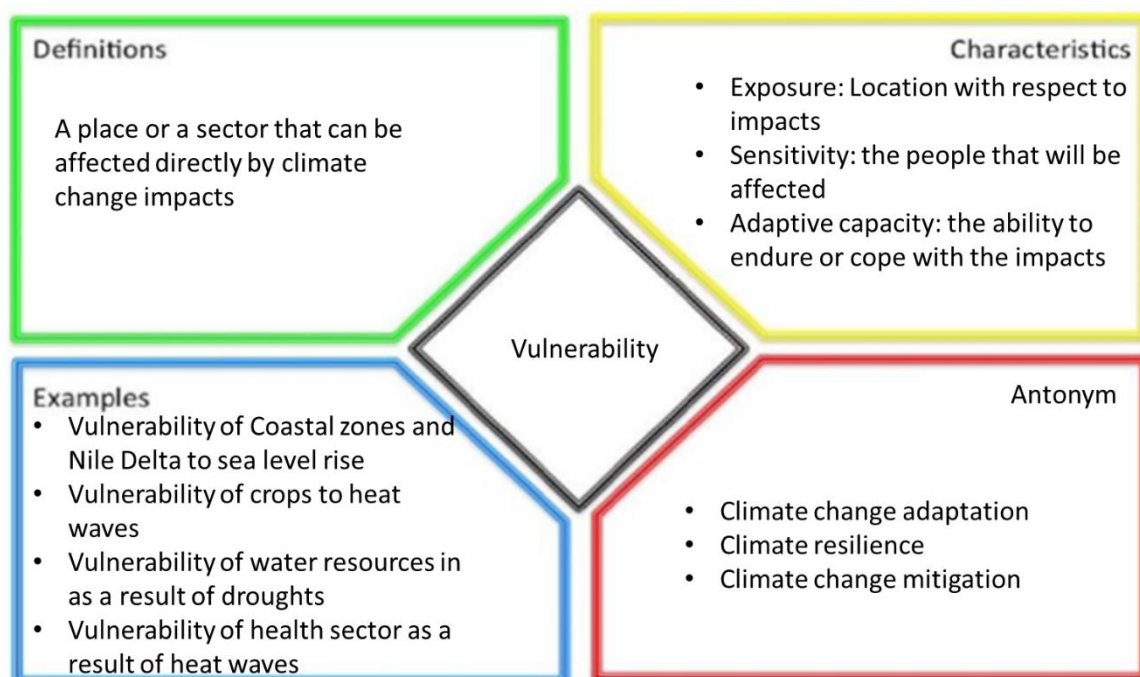 Definitions
A place or a sector that can be
affected directly by climate
change impacts
Characteristics
• Exposure: Location with respect to
impacts
• Sensitivity: the people that will be
affected
• Adaptive capacity: the ability to
endure or cope with the impacts
Vulnerability
Examples
• Vulnerability of Coastal zones and
Nile Delta to sea level rise
• Vulnerability of crops to heat
waves
• Vulnerability of water resources in
as a result of droughts
• Vulnerability of health sector as a
result of heat waves
Antonym
• Climate change adaptation
• Climate resilience
• Climate change mitigation